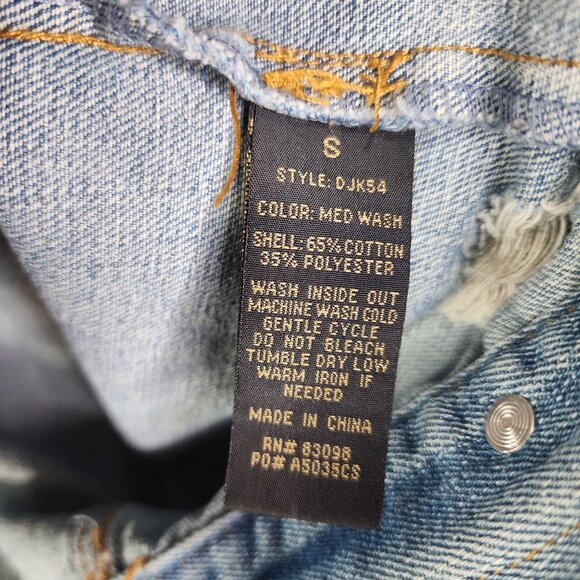 S
STYLE: DJK54
COLOR: MED WASH
SHELL: 65% COTTON
35% POLYESTER
WASH INSIDE OUT
MACHINE WASH COLD
GENTLE CYCLE
DO NOT BLEACH
TUMBLE DRY LOW
WARM IRON IF
NEEDED
MADE IN CHINA
RN# 83098
PO# A5035CS